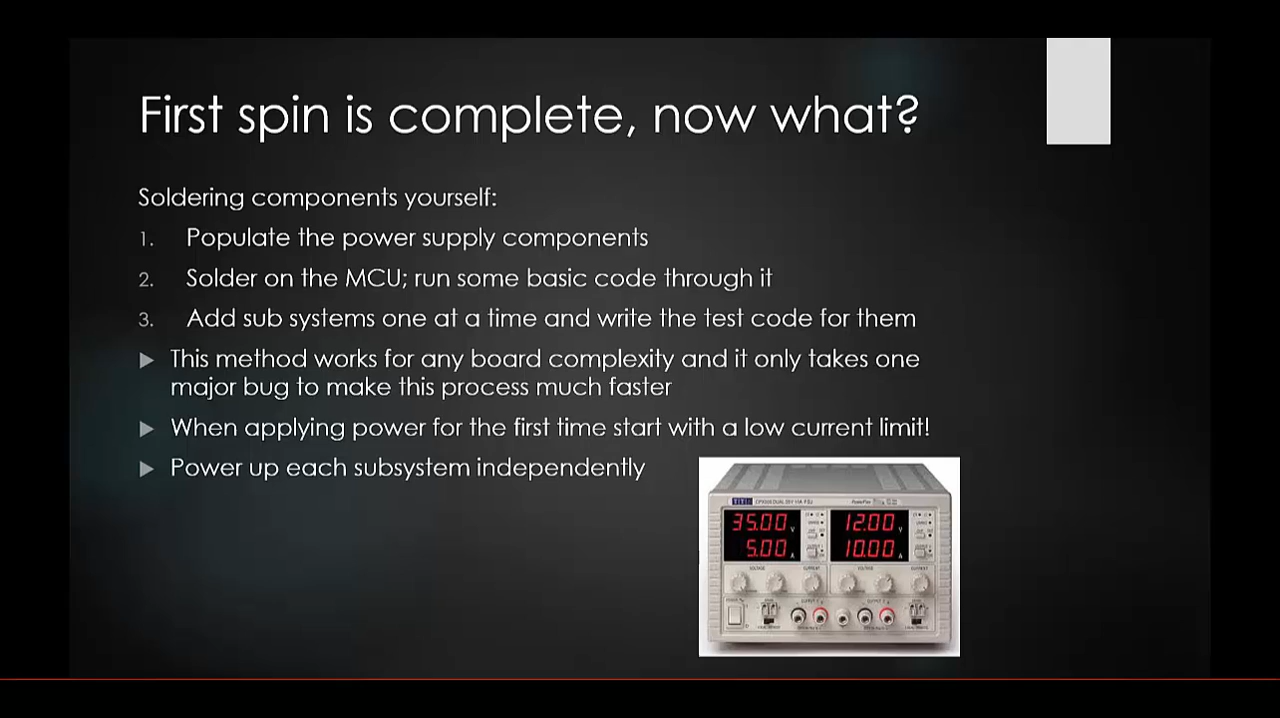 First spin is complete, now what?
Soldering components yourself:
1. Populate the power supply components
2. Solder on the MCU; run some basic code through it
3. Add sub systems one at a time and write the test code for them
This method works for any board complexity and it only takes one
major bug to make this process much faster
When applying power for the first time start with a low current limit!
Power up each subsystem independently
35.00 V 12.00 V
5.00 A 10.00 A
VOLTAGE CURRENT VOLTAGE CURRENT